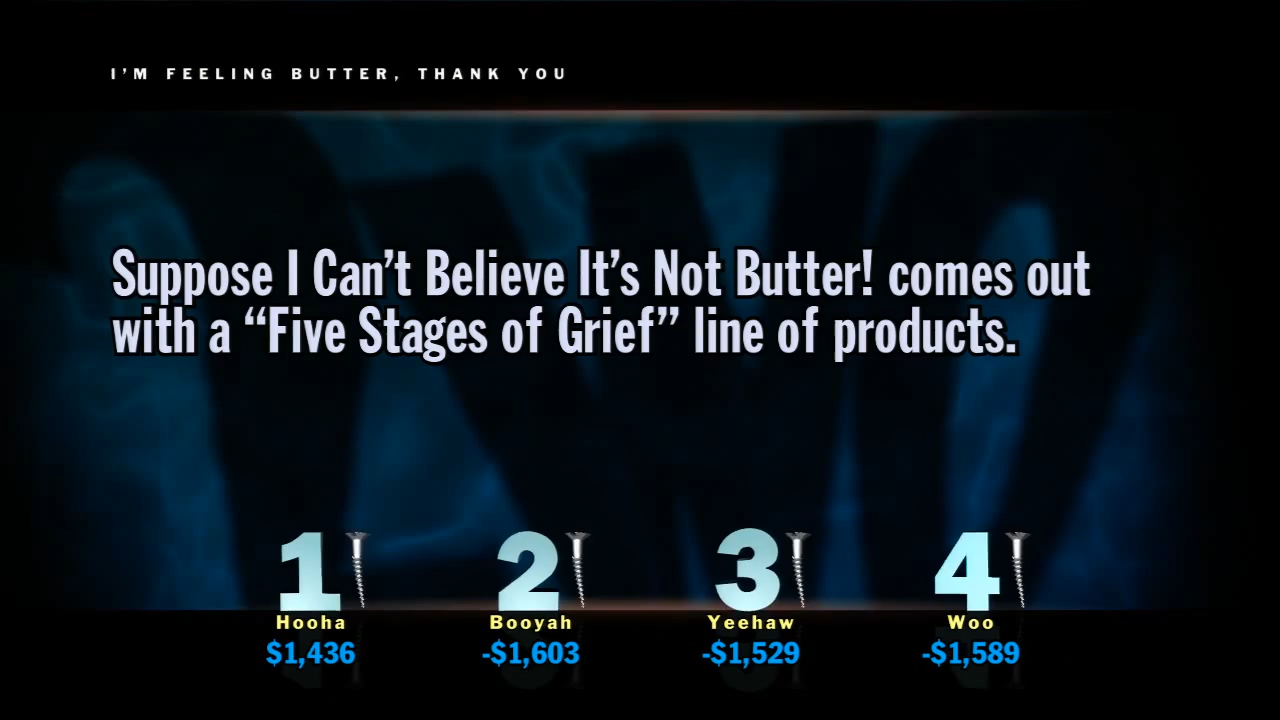 I'M FEELING BUTTER, THANK YOU
Suppose I Can't Believe It's Not Butter! comes out
with a “Five Stages of Grief” line of products.
1 2 3 4
Hooha Booyah Yeehaw Woo
$1,436 -$1,603 -$1,529 -$1,589